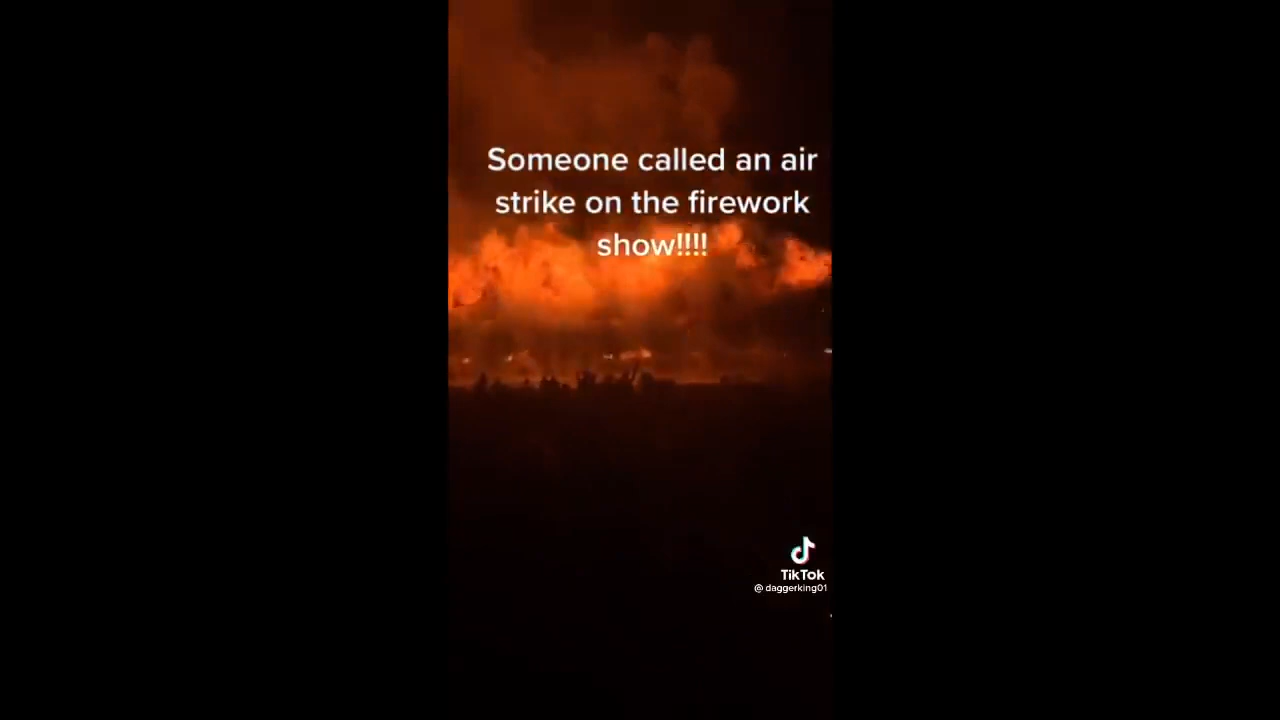 Someone called an air
strike on the firework
show!!!!
TikTok
@ daggerking01